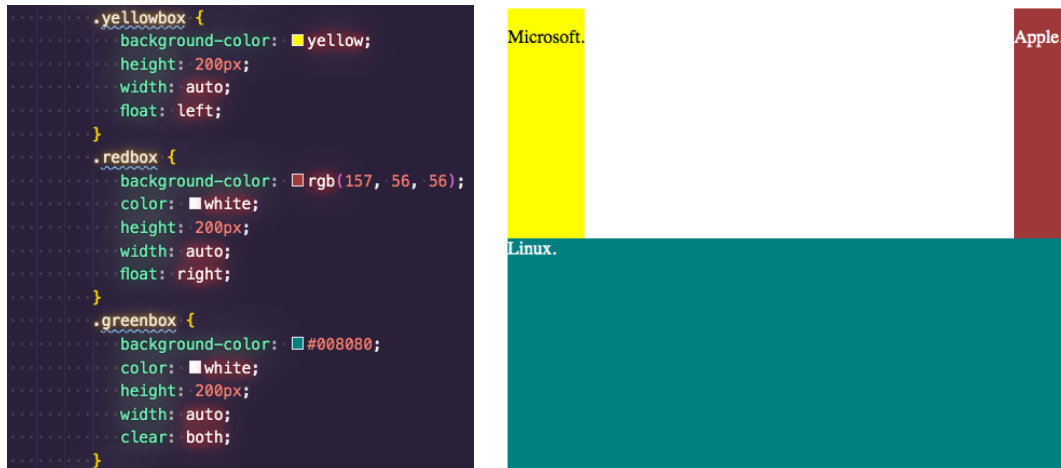 .yellowbox {
background-color: yellow;
height: 200px;
width: auto;
float: left;
}
.redbox {
background-color: rgb(157, 56, 56);
color: white;
height: 200px;
width: auto;
float: right;
}
.greenbox {
background-color: #008080;
color: white;
height: 200px;
width: auto;
clear: both;
}
Microsoft.
Apple.
Linux.